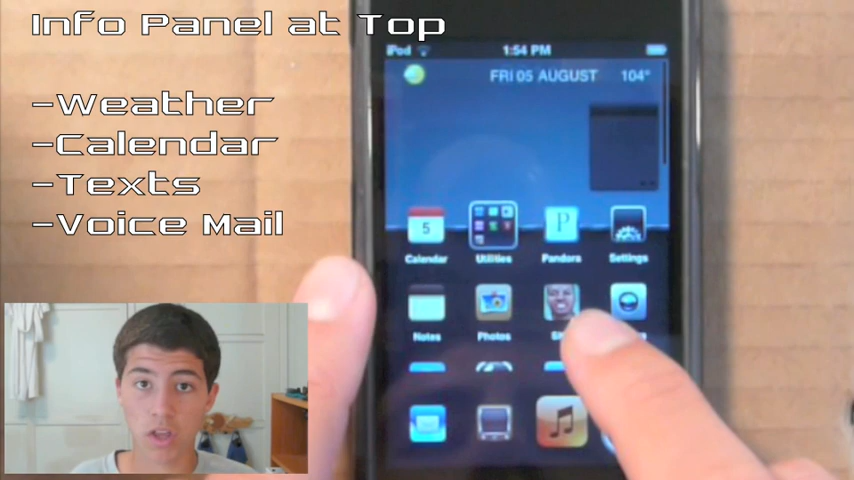 Info Panel at Top
-Weather
-Calendar
-Texts
-Voice Mail
iPod
1:54 PM
FRI 05 AUGUST 104°
5
P
Calendar Utilities Pandora Settings
Notes Photos